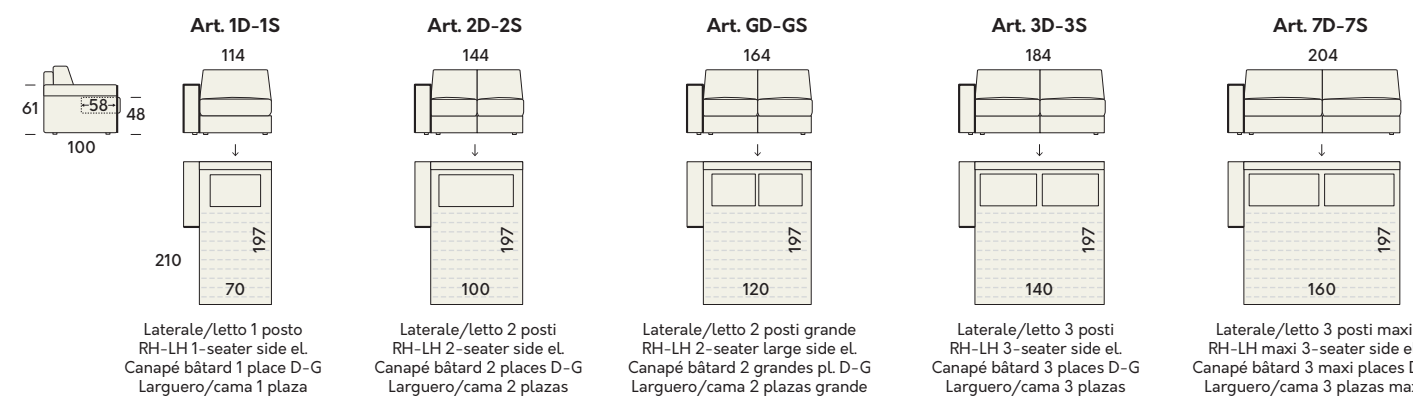 Art. 1D-1S
Art. 2D-2S
Art. GD-GS
Art. 3D-3S
Art. 7D-7S
114
144
164
184
204
61
58
48
100
197
197
197
197
197
210
70
100
120
140
160
Laterale/letto 1 posto
RH-LH 1-seater side el.
Canapé bâtard 1 place D-G
Larguero/cama 1 plaza
Laterale/letto 2 posti
RH-LH 2-seater side el.
Canapé bâtard 2 places D-G
Larguero/cama 2 plazas
Laterale/letto 2 posti grande
RH-LH 2-seater large side el.
Canapé bâtard 2 grandes pl. D-G
Larguero/cama 2 plazas grande
Laterale/letto 3 posti
RH-LH 3-seater side el.
Canapé bâtard 3 places D-G
Larguero/cama 3 plazas
Laterale/letto 3 posti maxi
RH-LH maxi 3-seater side
Canapé bâtard 3 maxi places
Larguero/cama 3 plazas